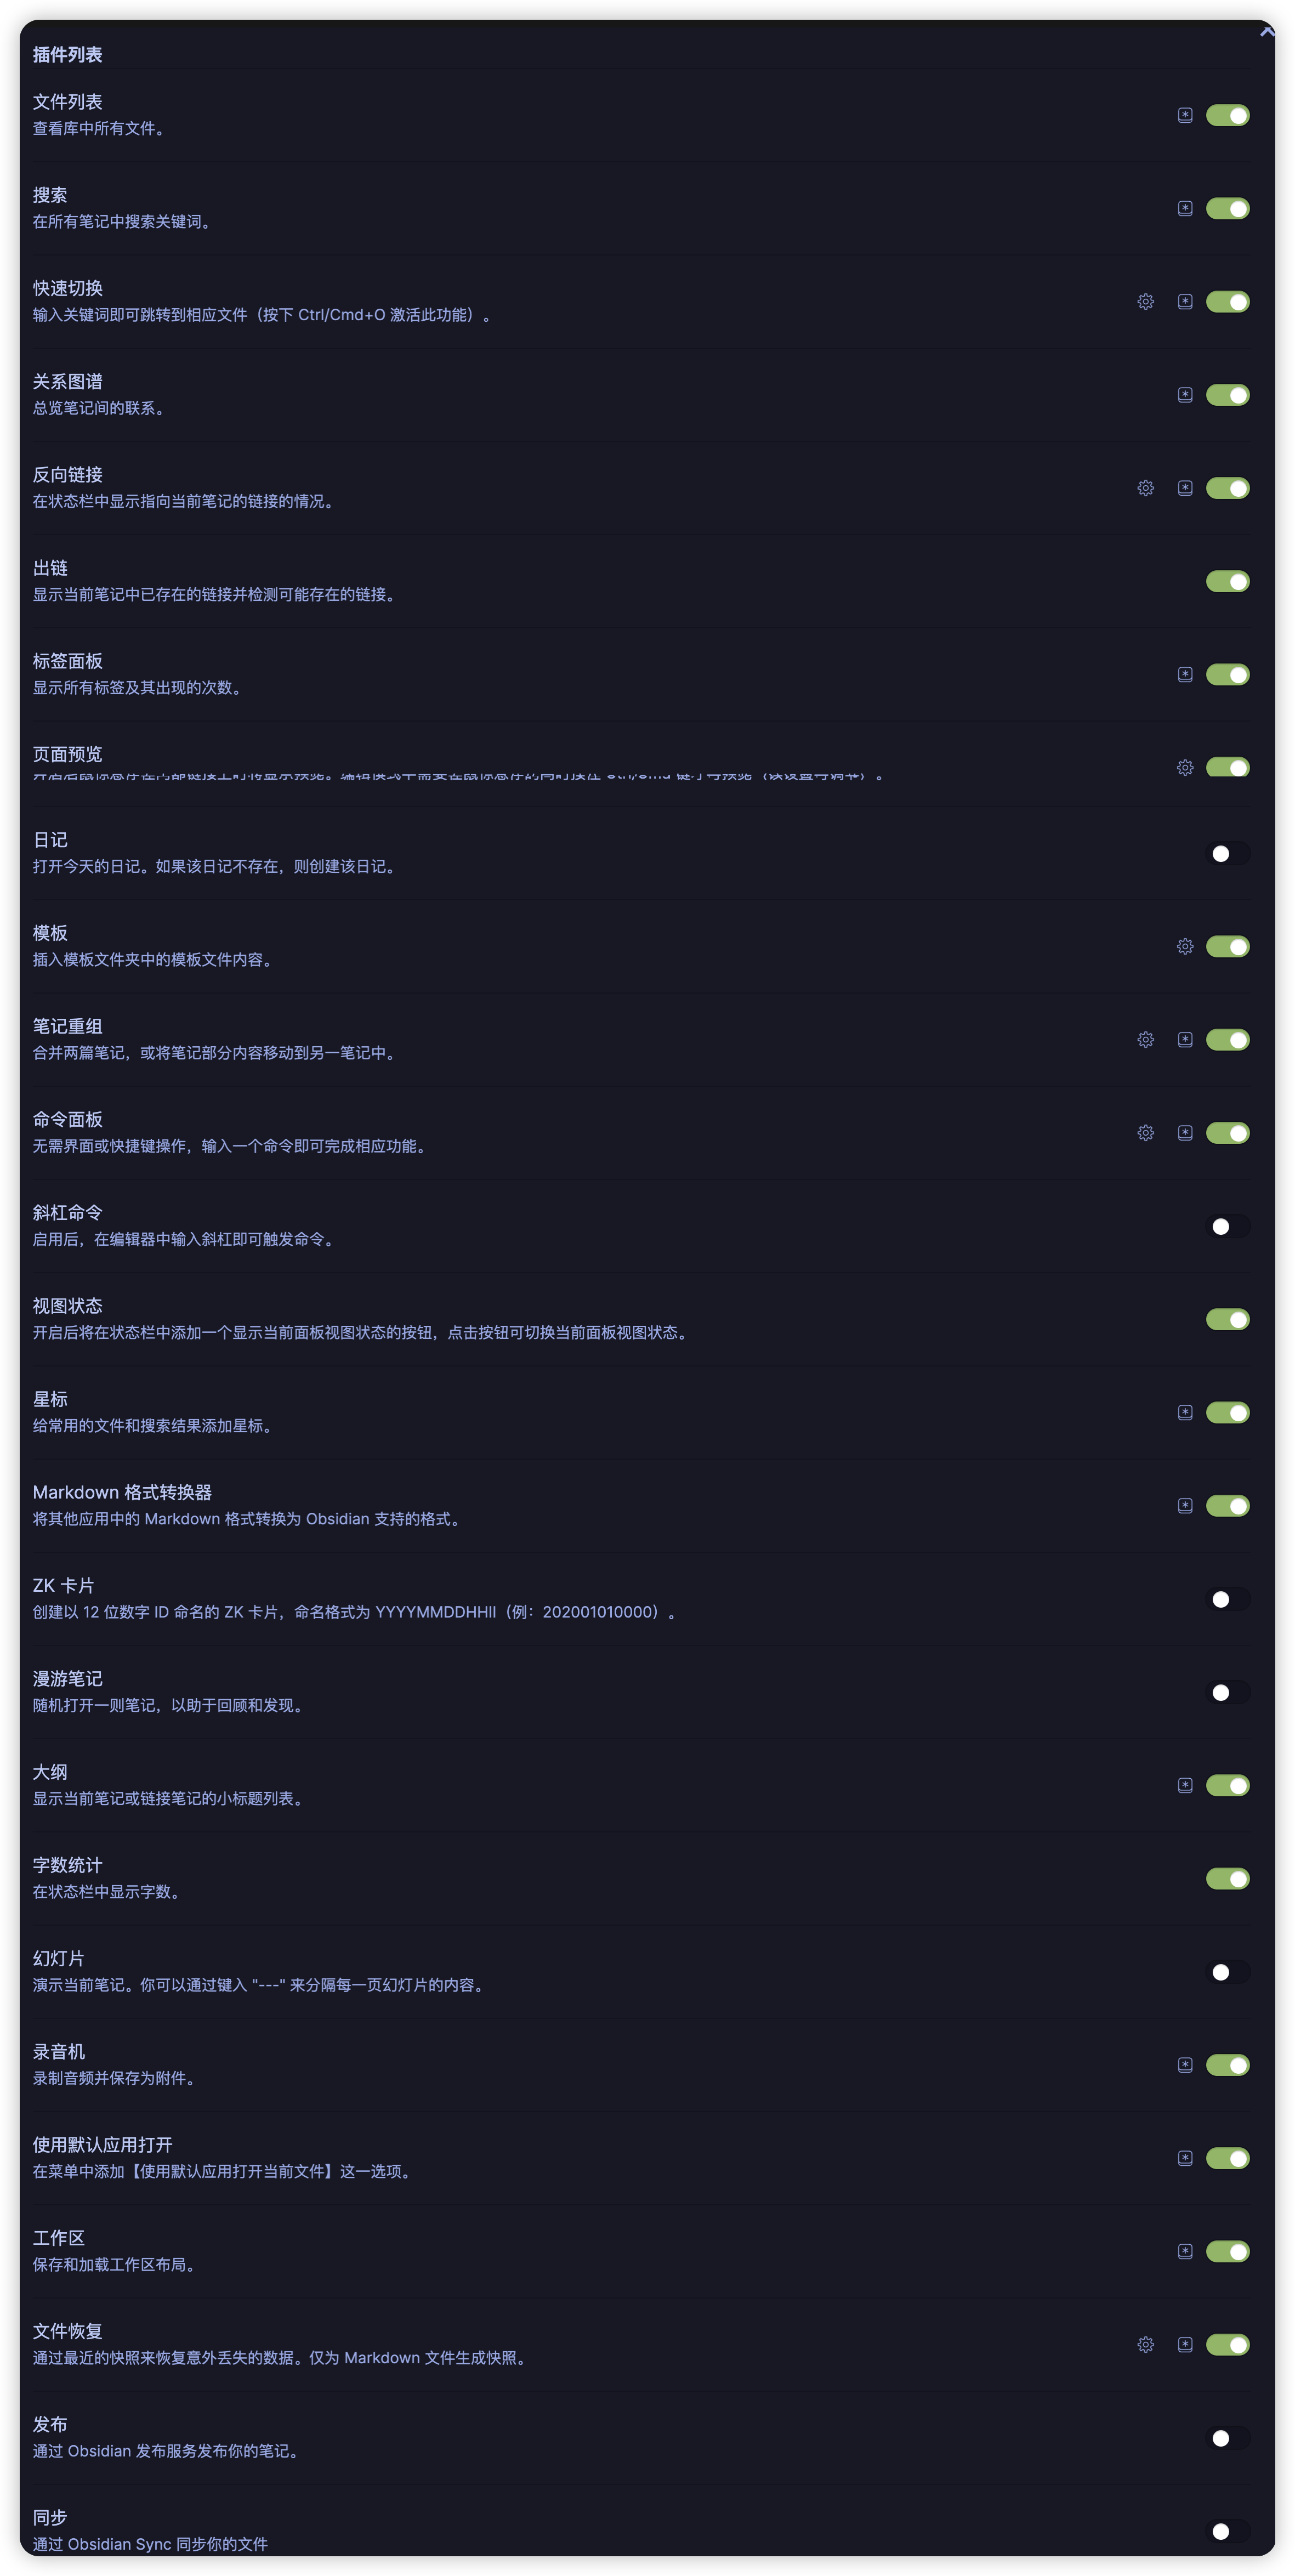 插件列表
文件列表
查看库中所有文件。
搜索
在所有笔记中搜索关键词。
快速切换
输入关键词即可跳转到相应文件（按下 Ctrl/Cmd+O 激活此功能）。
关系图谱
总览笔记间的联系。
反向链接
在状态栏中显示指向当前笔记的链接的情况。
出链
显示当前笔记中已存在的链接并检测可能存在的链接。
标签面板
显示所有标签及其出现的次数。
页面预览
日记
打开今天的日记。如果该日记不存在，则创建该日记。
模板
插入模板文件夹中的模板文件内容。
笔记重组
合并两篇笔记，或将笔记部分内容移动到另一笔记中。
命令面板
无需界面或快捷键操作，输入一个命令即可完成相应功能。
斜杠命令
启用后，在编辑器中输入斜杠即可触发命令。
视图状态
开启后将在状态栏中添加一个显示当前面板视图状态的按钮，点击按钮可切换当前面板视图状态。
星标
给常用的文件和搜索结果添加星标。
Markdown 格式转换器
将其他应用中的 Markdown 格式转换为 Obsidian 支持的格式。
ZK 卡片
创建以 12 位数字 ID 命名的 ZK 卡片，命名格式为 YYYYMMDDHHII（例：202001010000）。
漫游笔记
随机打开一则笔记，以助于回顾和发现。
大纲
显示当前笔记或链接笔记的小标题列表。
字数统计
在状态栏中显示字数。
幻灯片
演示当前笔记。你可以通过键入 "---" 来分隔每一页幻灯片的内容。
录音机
录制音频并保存为附件。
使用默认应用打开
在菜单中添加【使用默认应用打开当前文件】这一选项。
工作区
保存和加载工作区布局。
文件恢复
通过最近的快照来恢复意外丢失的数据。仅为 Markdown 文件生成快照。
发布
通过 Obsidian 发布服务发布你的笔记。
同步
通过 Obsidian Sync 同步你的文件